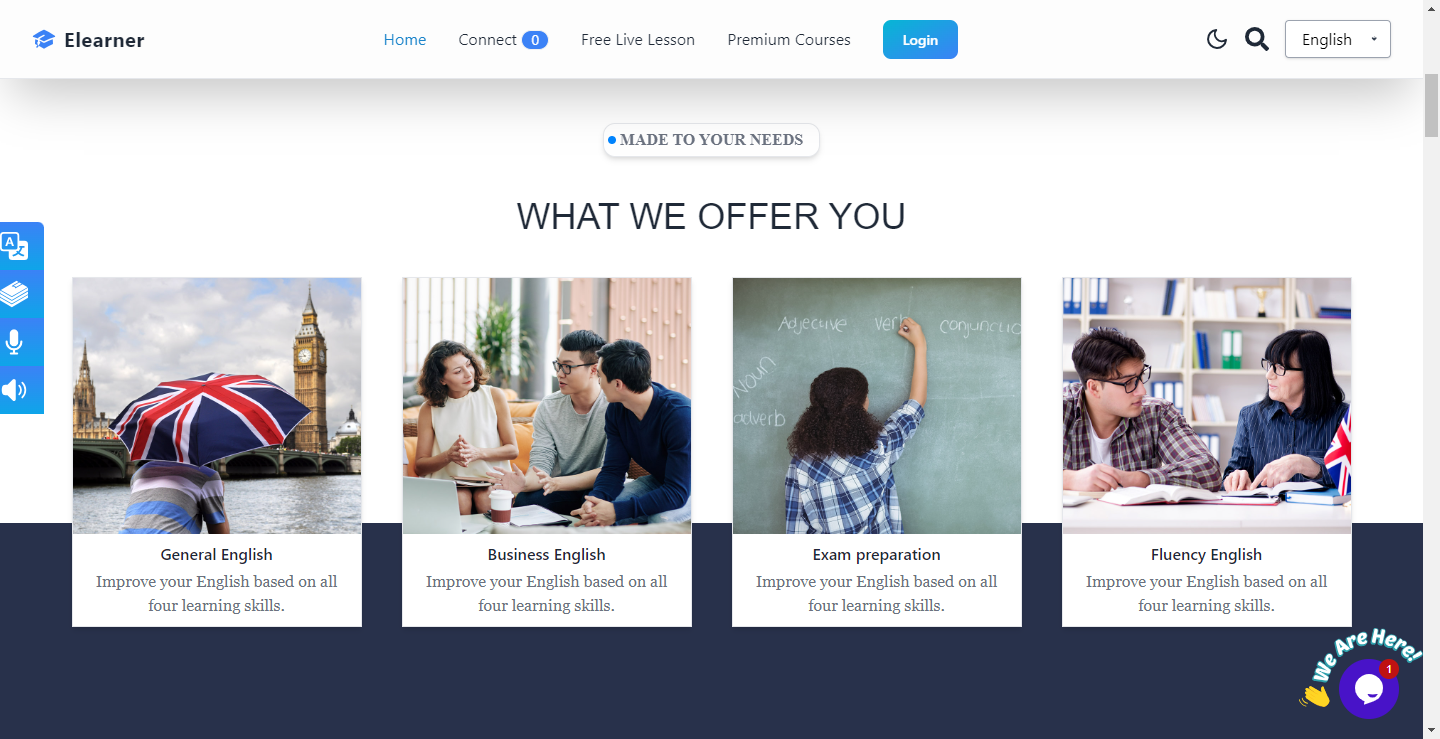 Elearner
Home
Connect 0
Free Live Lesson
Premium Courses
Login
English
MADE TO YOUR NEEDS
WHAT WE OFFER YOU
A
Adjective Verb Conjunctio
Noun
adverb
General English
Improve your English based on all
four learning skills.
Business English
Improve your English based on all
four learning skills.
Exam preparation
Improve your English based on all
four learning skills.
Fluency English
Improve your English based on all
four learning skills.
We Are Here!
1